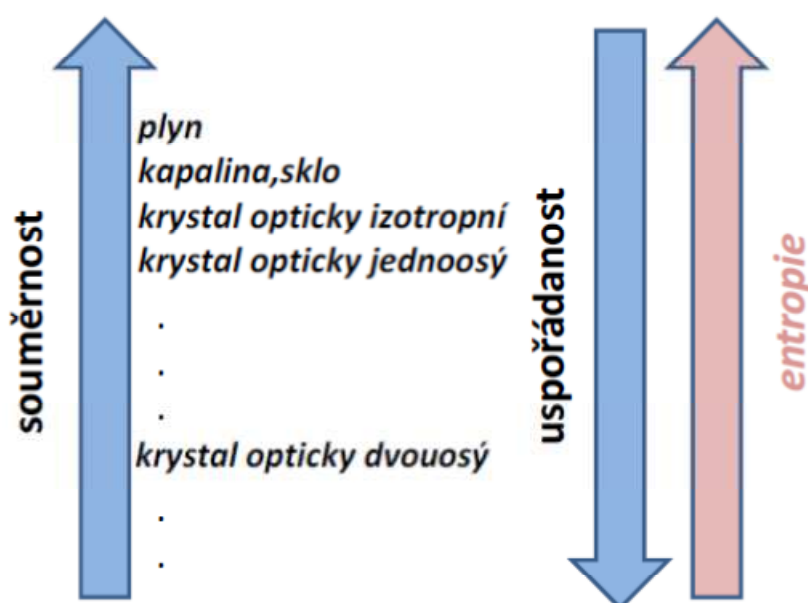 souměrnost
plyn
kapalina,sklo
krystal opticky izotropní
krystal opticky jednoosý
.
.
.
krystal opticky dvouosý
.
.
uspořádanost
entropie